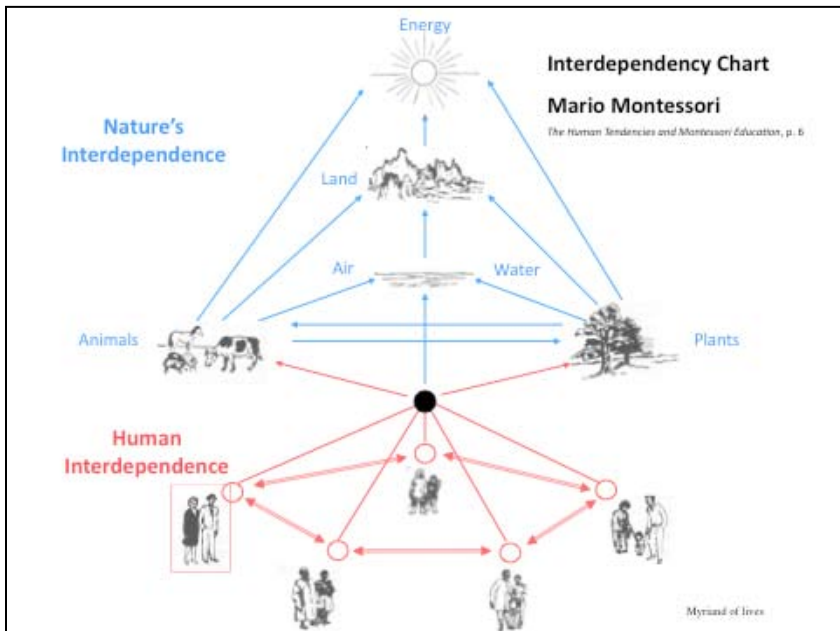 Energy
Interdependency Chart
Mario Montessori
The Human Tendencies and Montessori Education, p. 6
Nature's
Interdependence
Land
Air
Water
Animals
Plants
Human
Interdependence
Myriand of lives